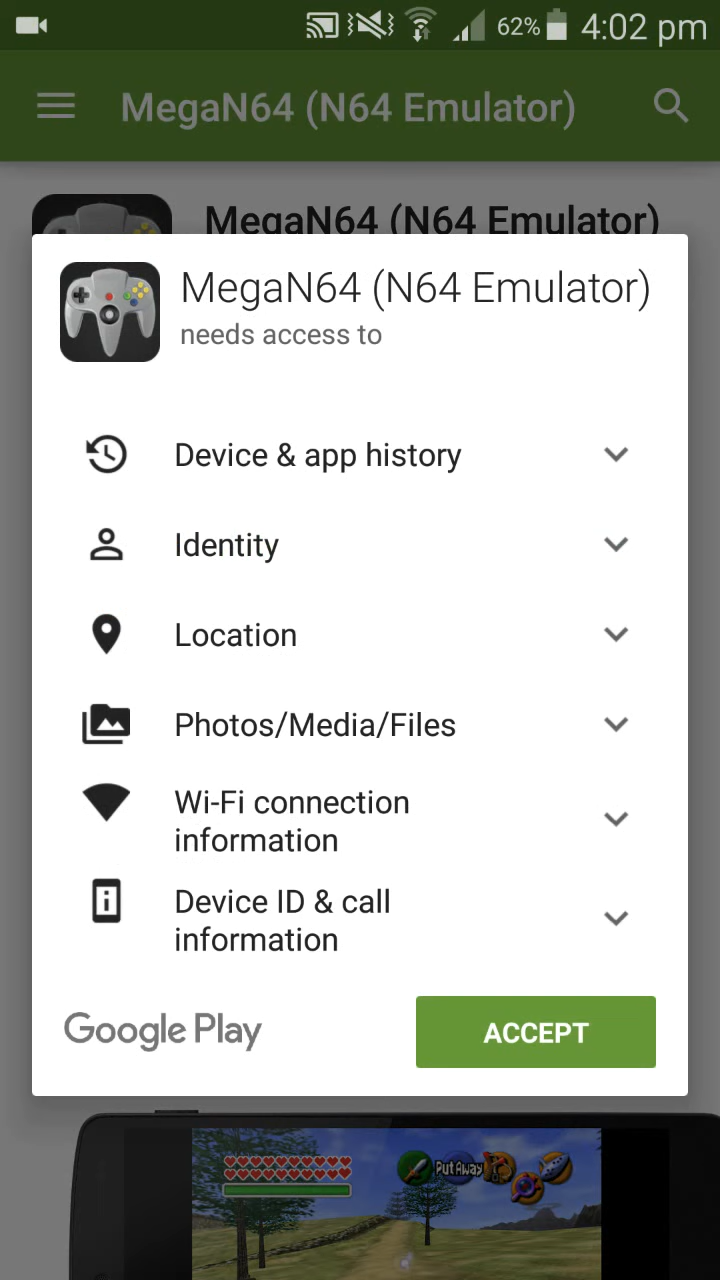 62% 4:02 pm
MegaN64 (N64 Emulator)
MegaN64 (N64 Emulator)
MegaN64 (N64 Emulator)
needs access to
Device & app history
Identity
Location
Photos/Media/Files
Wi-Fi connection
information
Device ID & call
information
Google Play
ACCEPT
Put Away